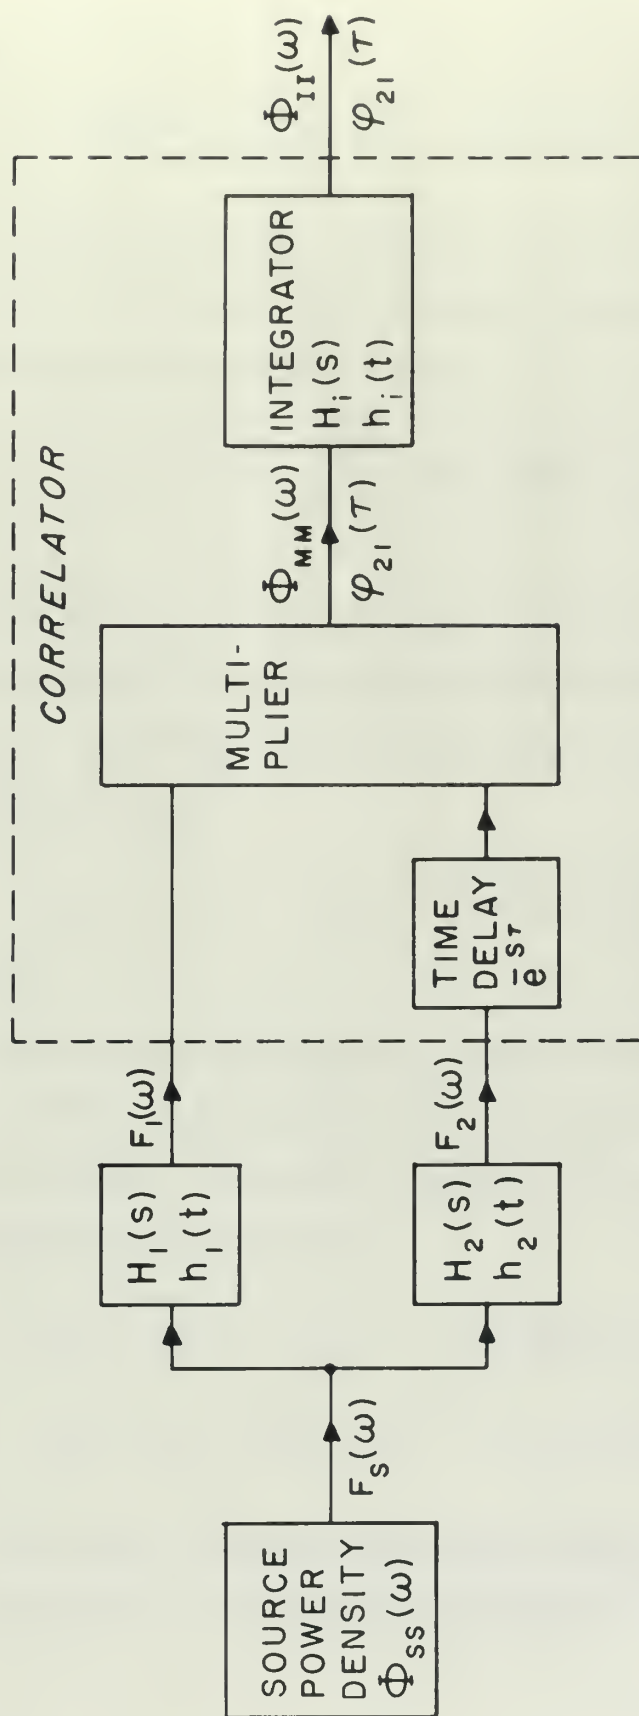 CORRELATOR
SOURCE
POWER
DENSITY
Φ_SS(ω)
F_S(ω)
H_1(s)
h_1(t)
F_1(ω)
H_2(s)
h_2(t)
F_2(ω)
TIME
DELAY
e^-sτ
MULTI-
PLIER
Φ_MM(ω)
φ_21(τ)
INTEGRATOR
H_i(s)
h_i(t)
Φ_II(ω)
φ_21(τ)